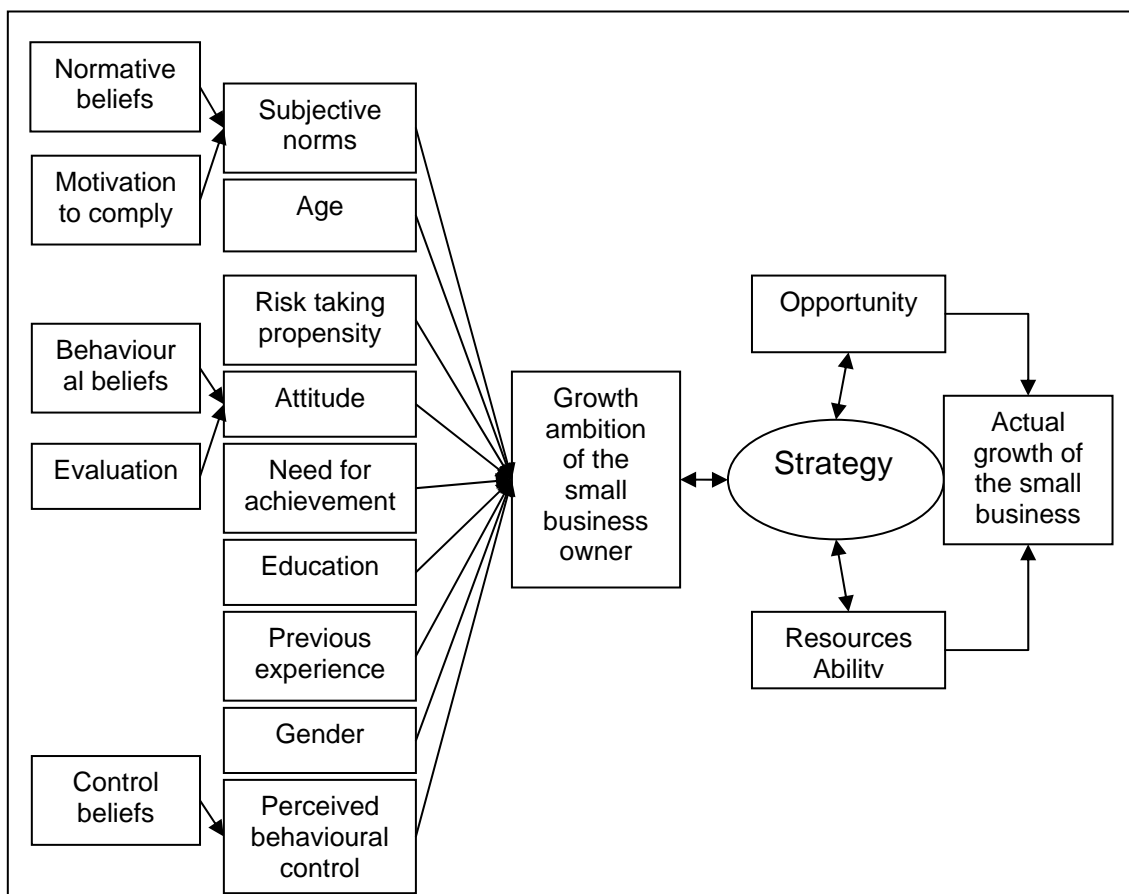 Normative
beliefs
Motivation
to comply
Behaviour
al beliefs
Evaluation
Control
beliefs
Subjective
norms
Age
Risk taking
propensity
Attitude
Need for
achievement
Education
Previous
experience
Gender
Perceived
behavioural
control
Growth
ambition
of the
small
business
owner
Opportunity
Strategy
Resources
Ability
Actual
growth of
the small
business